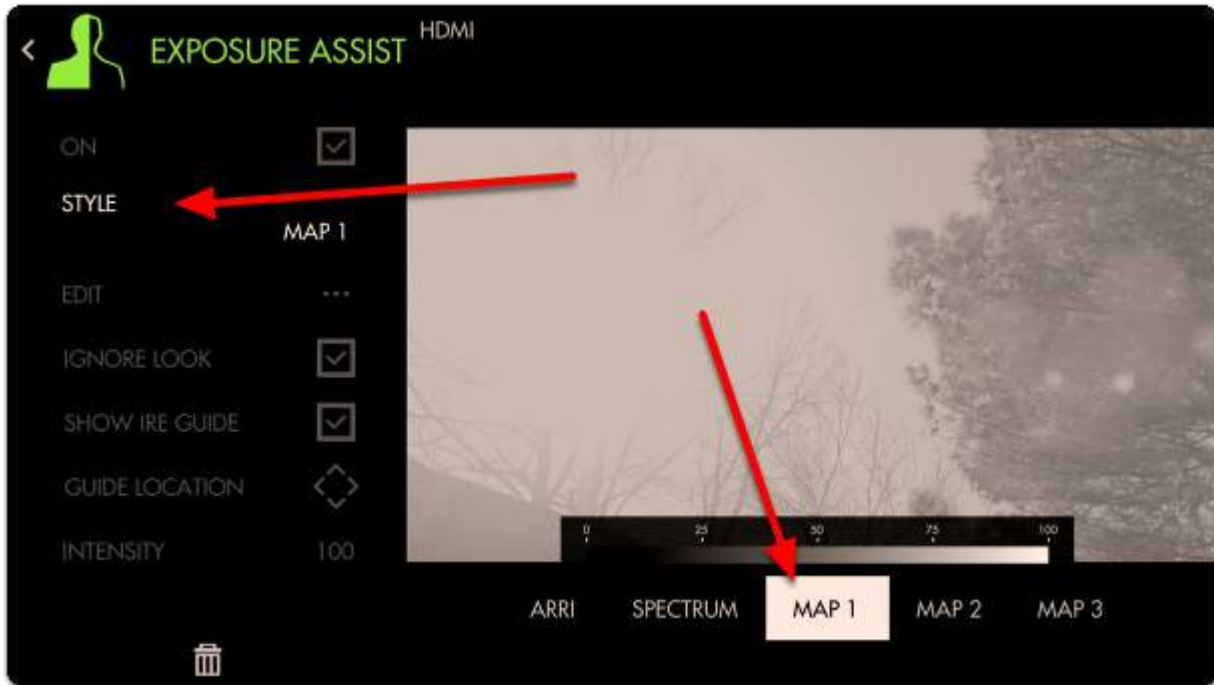 EXPOSURE ASSIST
HDMI
ON
STYLE
MAP 1
EDIT
IGNORE LOOK
SHOW IRE GUIDE
GUIDE LOCATION
INTENSITY 100
0 25 50 75 100
ARRI SPECTRUM MAP 1 MAP 2 MAP 3